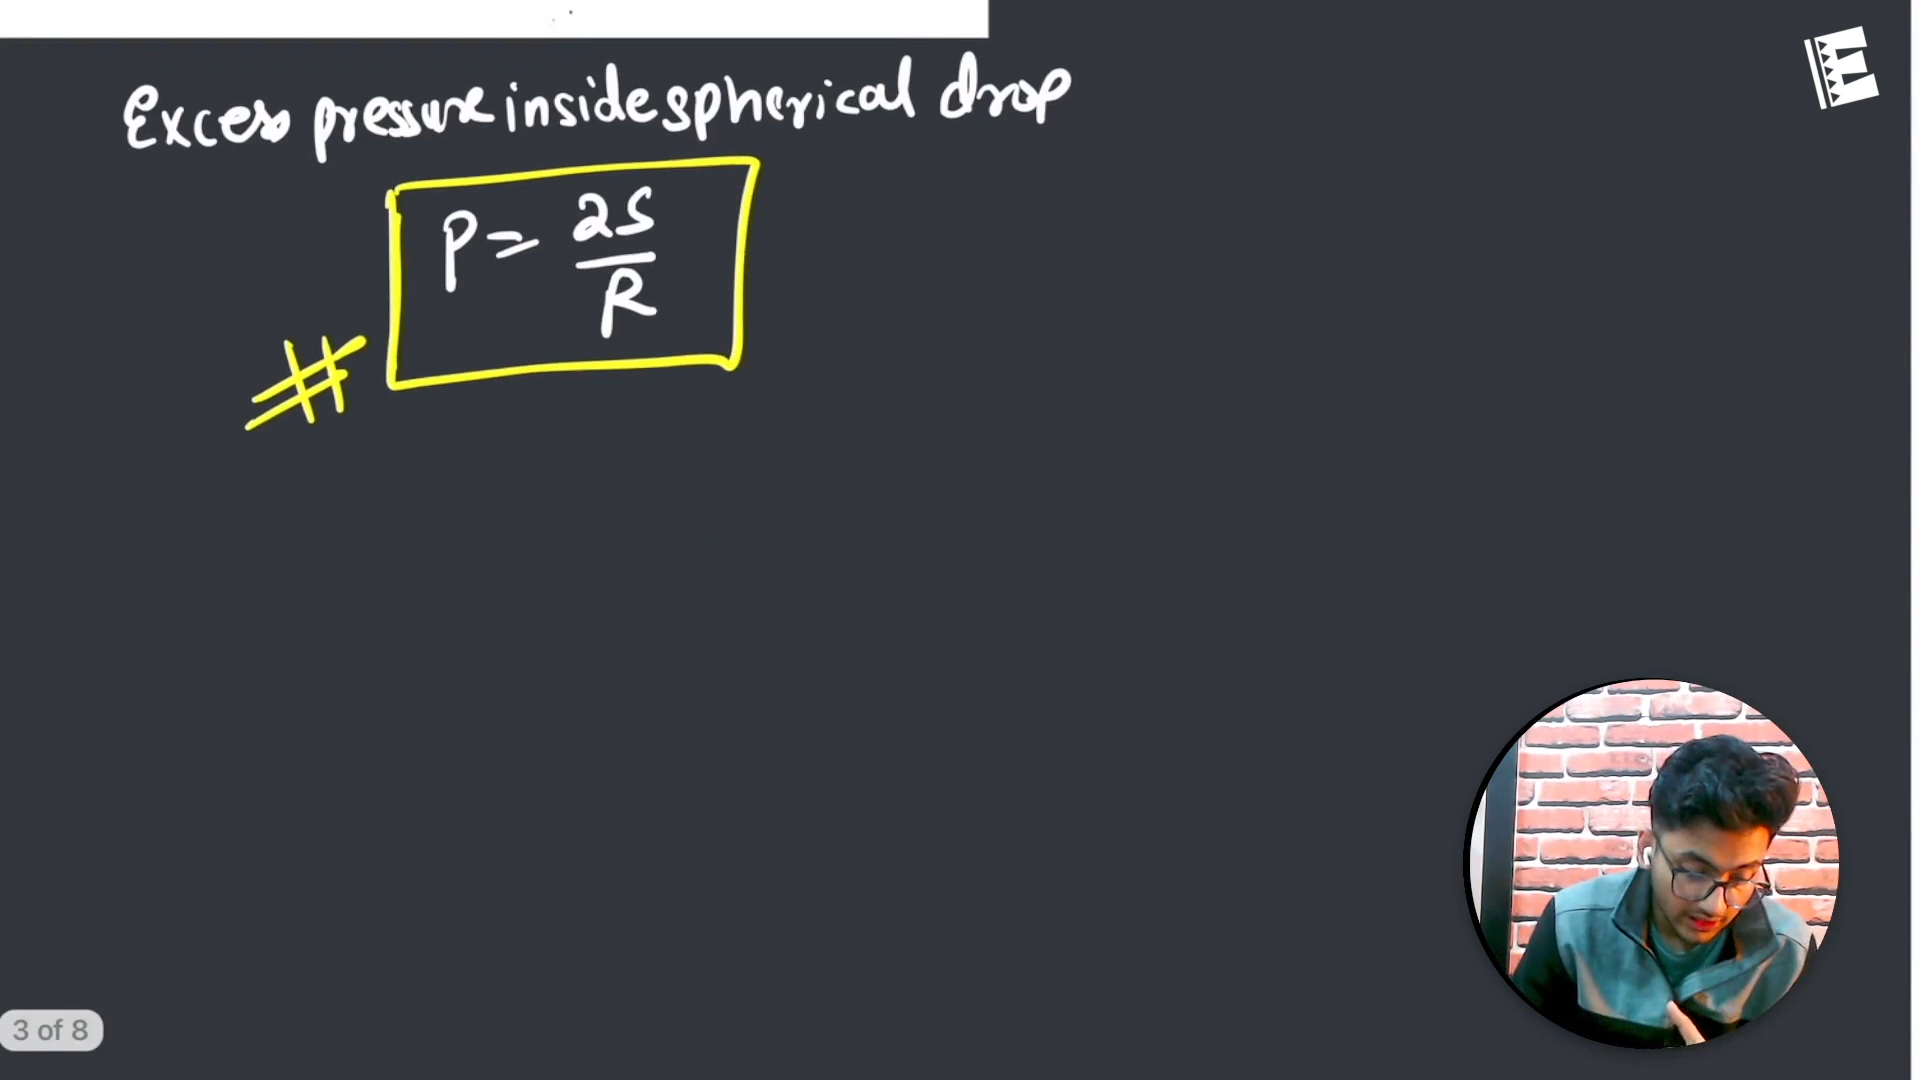 Excess pressure inside spherical drop
P = 2S/R
#
3 of 8